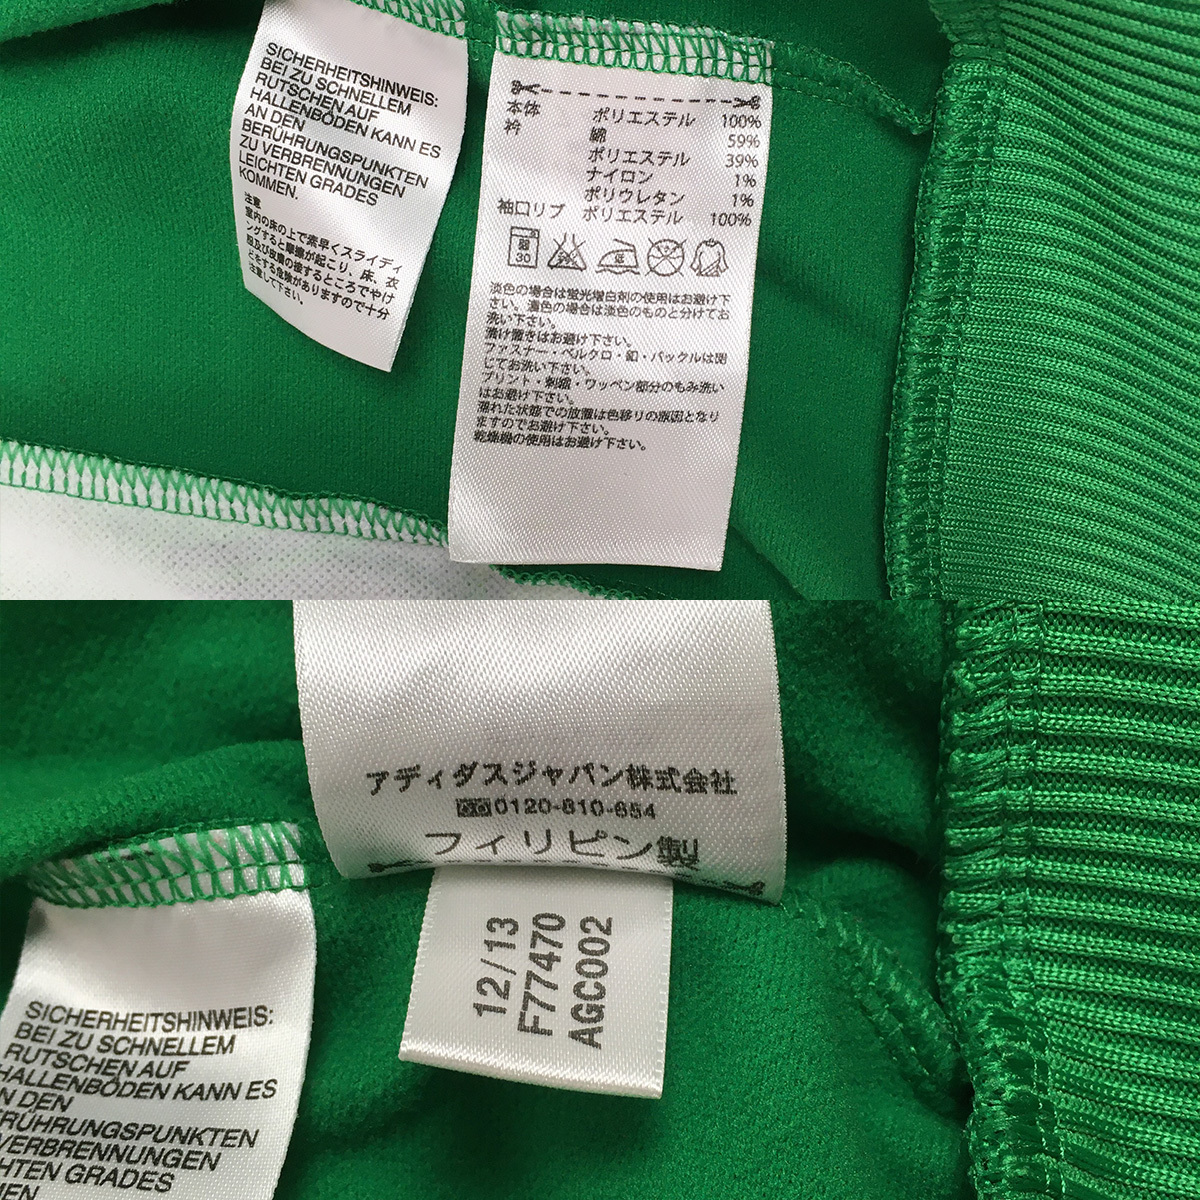 SICHERHEITSHINWEIS:
BEI ZU SCHNELLEM
RUTSCHEN AUF
HALLENBÖDEN KANN ES
AN DEN
BERÜHRUNGSPUNKTEN
ZU VERBRENNUNGEN
LEICHTEN GRADES
KOMMEN.
注意
室内の床の上で素早くスライディ
ングすると摩擦が起こり、床、衣
服及び皮膚の接するところでやけ
どをする危険がありますので十分
注意して下さい。
本体 ポリエステル 100%
衿 綿 59%
ポリエステル 39%
ナイロン 1%
ポリウレタン 1%
袖口リブ ポリエステル 100%
30 低
淡色の場合は蛍光増白剤の使用はお避け下
さい。濃色の場合は淡色のものと分けてお
洗い下さい。
漬け置きはお避け下さい。
ファスナー・ベルクロ・釦・バックルは閉
じてお洗い下さい。
プリント・刺繍・ワッペン部分のもみ洗い
はお避け下さい。
濡れた状態での放置は色移りの原因となり
ますのでお避け下さい。
乾燥機の使用はお避け下さい。
アディダスジャパン株式会社
0120-810-654
フィリピン製
12/13
F77470
AGC002
SICHERHEITSHINWEIS:
BEI ZU SCHNELLEM
RUTSCHEN AUF
HALLENBÖDEN KANN ES
AN DEN
ERÜHRUNGSPUNKTEN
VERBRENNUNGEN
HTEN GRADES
MEN.